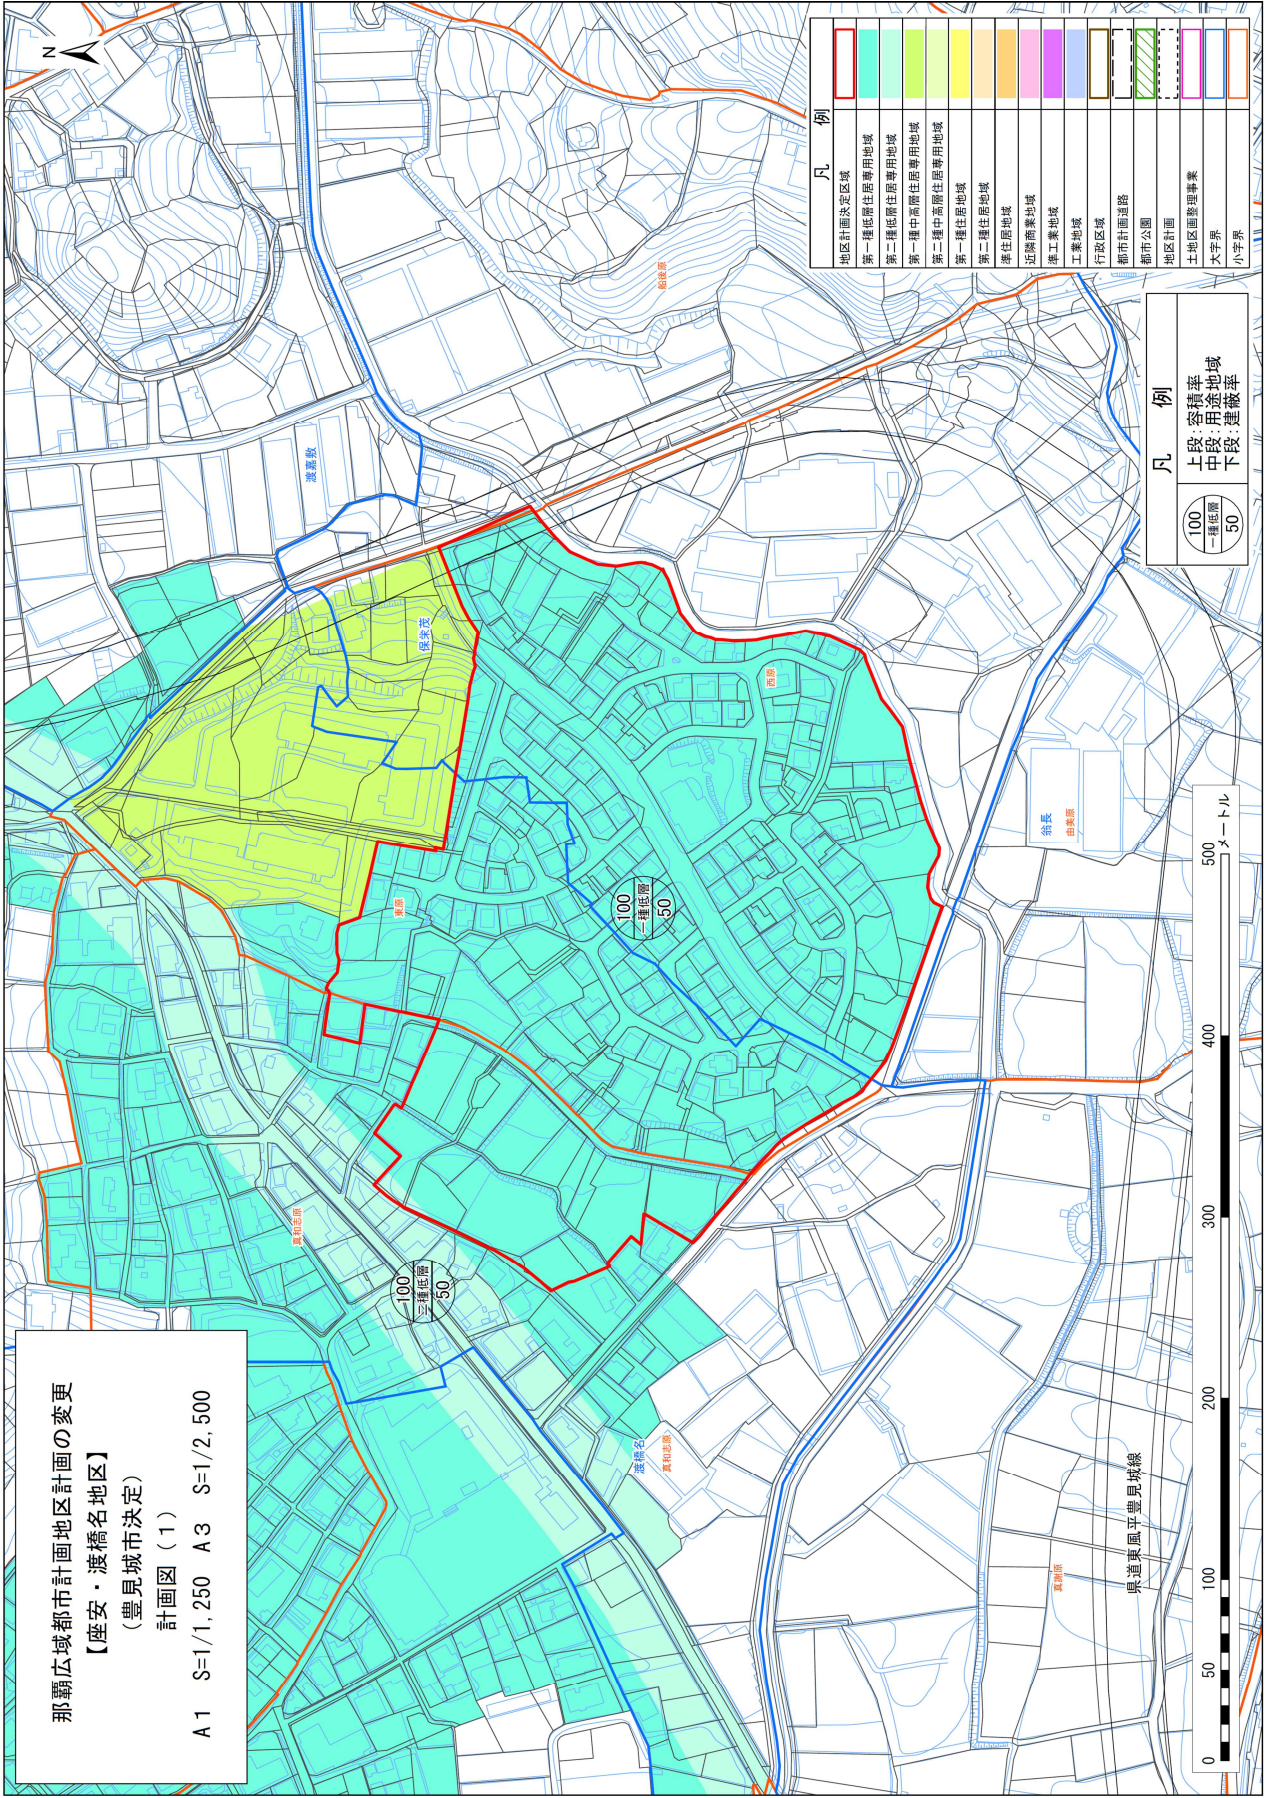 那覇広域都市計画地区計画の変更
【座安・渡橋名地区】
(豊見城市決定)
計画図（1）
A1 S=1/1,250 A3 S=1/2,500
N
凡 例
地区計画決定区域
第一種低層住居専用地域
第二種低層住居専用地域
第一種中高層住居専用地域
第二種中高層住居専用地域
第一種住居地域
第二種住居地域
準住居地域
近隣商業地域
準工業地域
工業地域
行政区域
都市計画道路
都市公園
地区計画
土地区画整理事業
大字界
小字界
凡 例
100
一種低層
50
上段:容積率
中段:用途地域
下段:建蔽率
渡嘉敷
船後原
保栄茂
西原
東原
100
一種低層
50
真和志原
100
二種低層
50
渡橋名
真和志原
翁長
由美原
真謝原
県道東風平豊見城線
0 50 100 200 300 400 500
メートル